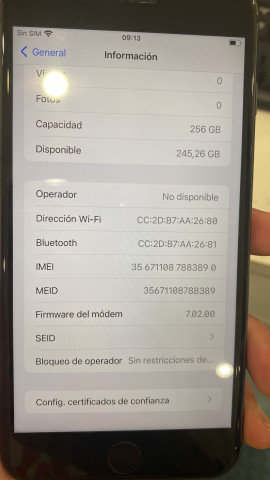 Sin SIM
09:13
General
Información
0
Fotos 0
Capacidad 256 GB
Disponible 245,26 GB
Operador No disponible
Dirección Wi-Fi CC:2D:B7:AA:26:80
Bluetooth CC:2D:B7:AA:26:81
IMEI 35 671108 788389 0
MEID 35671108788389
Firmware del módem 7.02.00
SEID
Bloqueo de operador Sin restricciones de...
Config. certificados de confianza